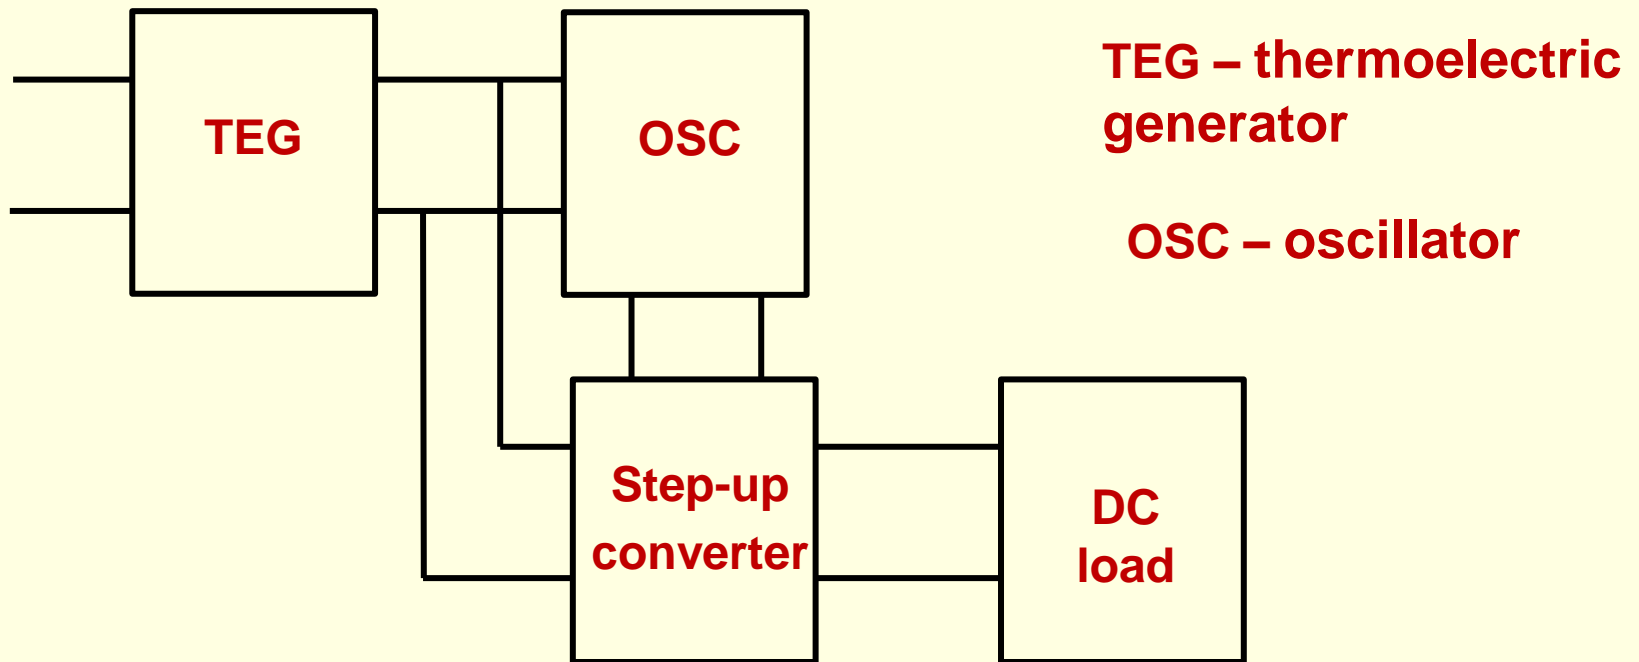 TEG
OSC
TEG – thermoelectric
generator
OSC – oscillator
Step-up
converter
DC
load